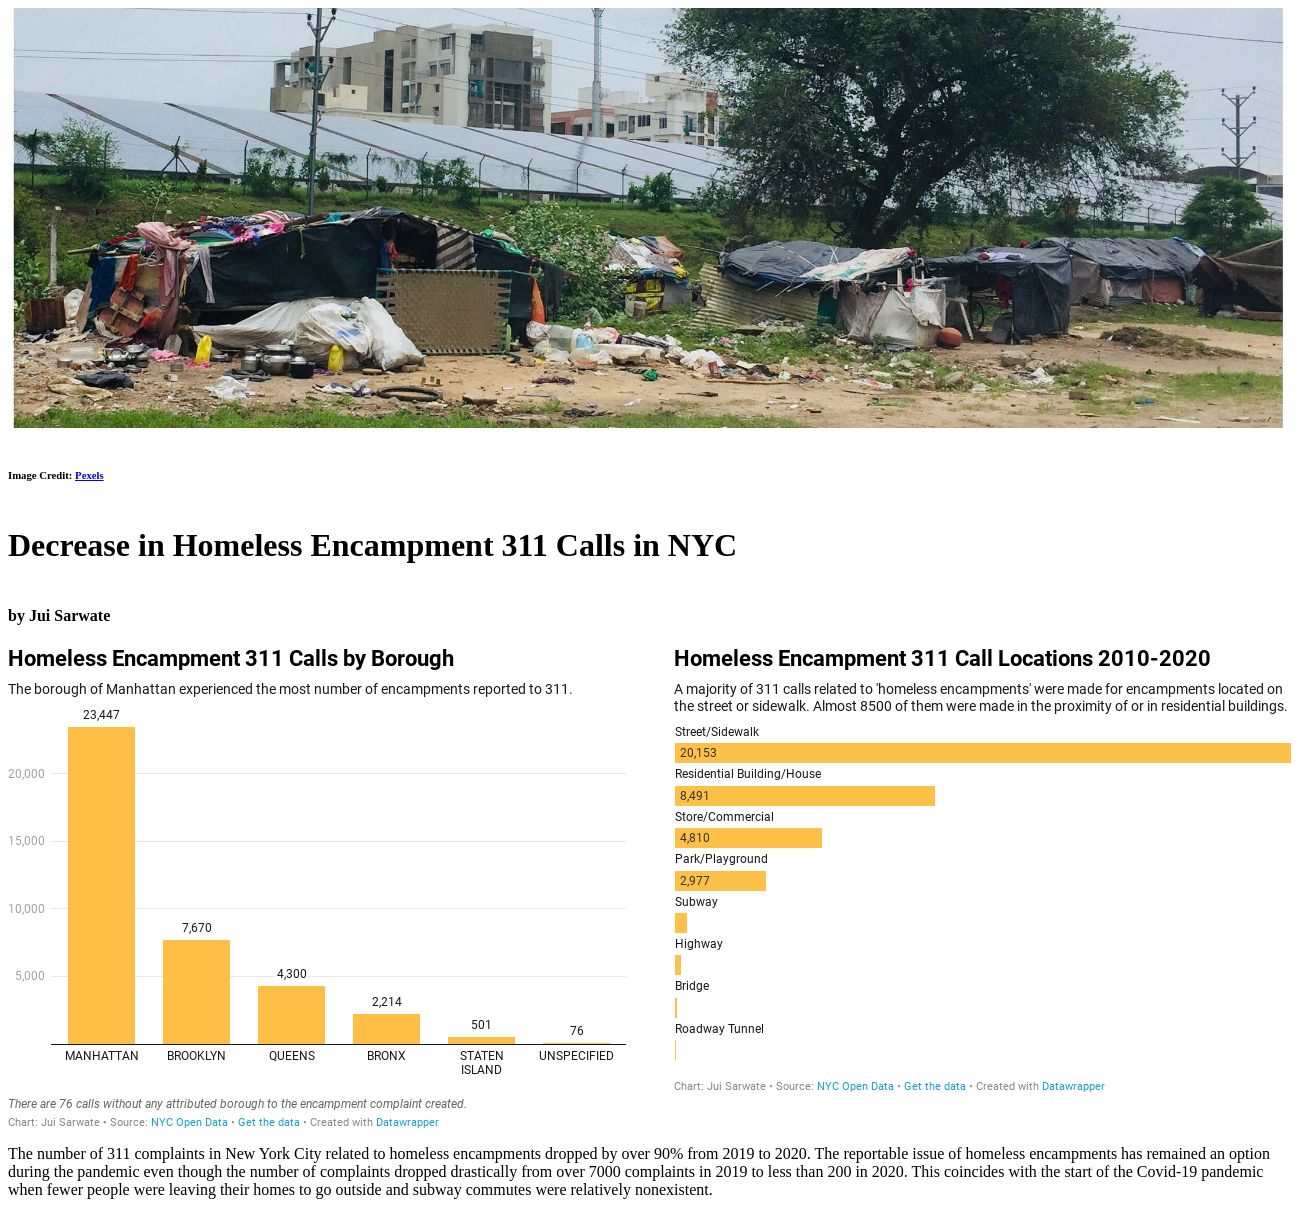 Image Credit: Pexels
Decrease in Homeless Encampment 311 Calls in NYC
by Jui Sarwate
Homeless Encampment 311 Calls by Borough
The borough of Manhattan experienced the most number of encampments reported to 311.
23,447
20,000
15,000
10,000
7,670
5,000
4,300
2,214
501
76
MANHATTAN
BROOKLYN
QUEENS
BRONX
STATEN
ISLAND
UNSPECIFIED
There are 76 calls without any attributed borough to the encampment complaint created.
Chart: Jui Sarwate • Source: NYC Open Data • Get the data • Created with Datawrapper
Homeless Encampment 311 Call Locations 2010-2020
A majority of 311 calls related to 'homeless encampments' were made for encampments located on
the street or sidewalk. Almost 8500 of them were made in the proximity of or in residential buildings.
Street/Sidewalk
20,153
Residential Building/House
8,491
Store/Commercial
4,810
Park/Playground
2,977
Subway
Highway
Bridge
Roadway Tunnel
Chart: Jui Sarwate • Source: NYC Open Data • Get the data • Created with Datawrapper
The number of 311 complaints in New York City related to homeless encampments dropped by over 90% from 2019 to 2020. The reportable issue of homeless encampments has remained an option
during the pandemic even though the number of complaints dropped drastically from over 7000 complaints in 2019 to less than 200 in 2020. This coincides with the start of the Covid-19 pandemic
when fewer people were leaving their homes to go outside and subway commutes were relatively nonexistent.